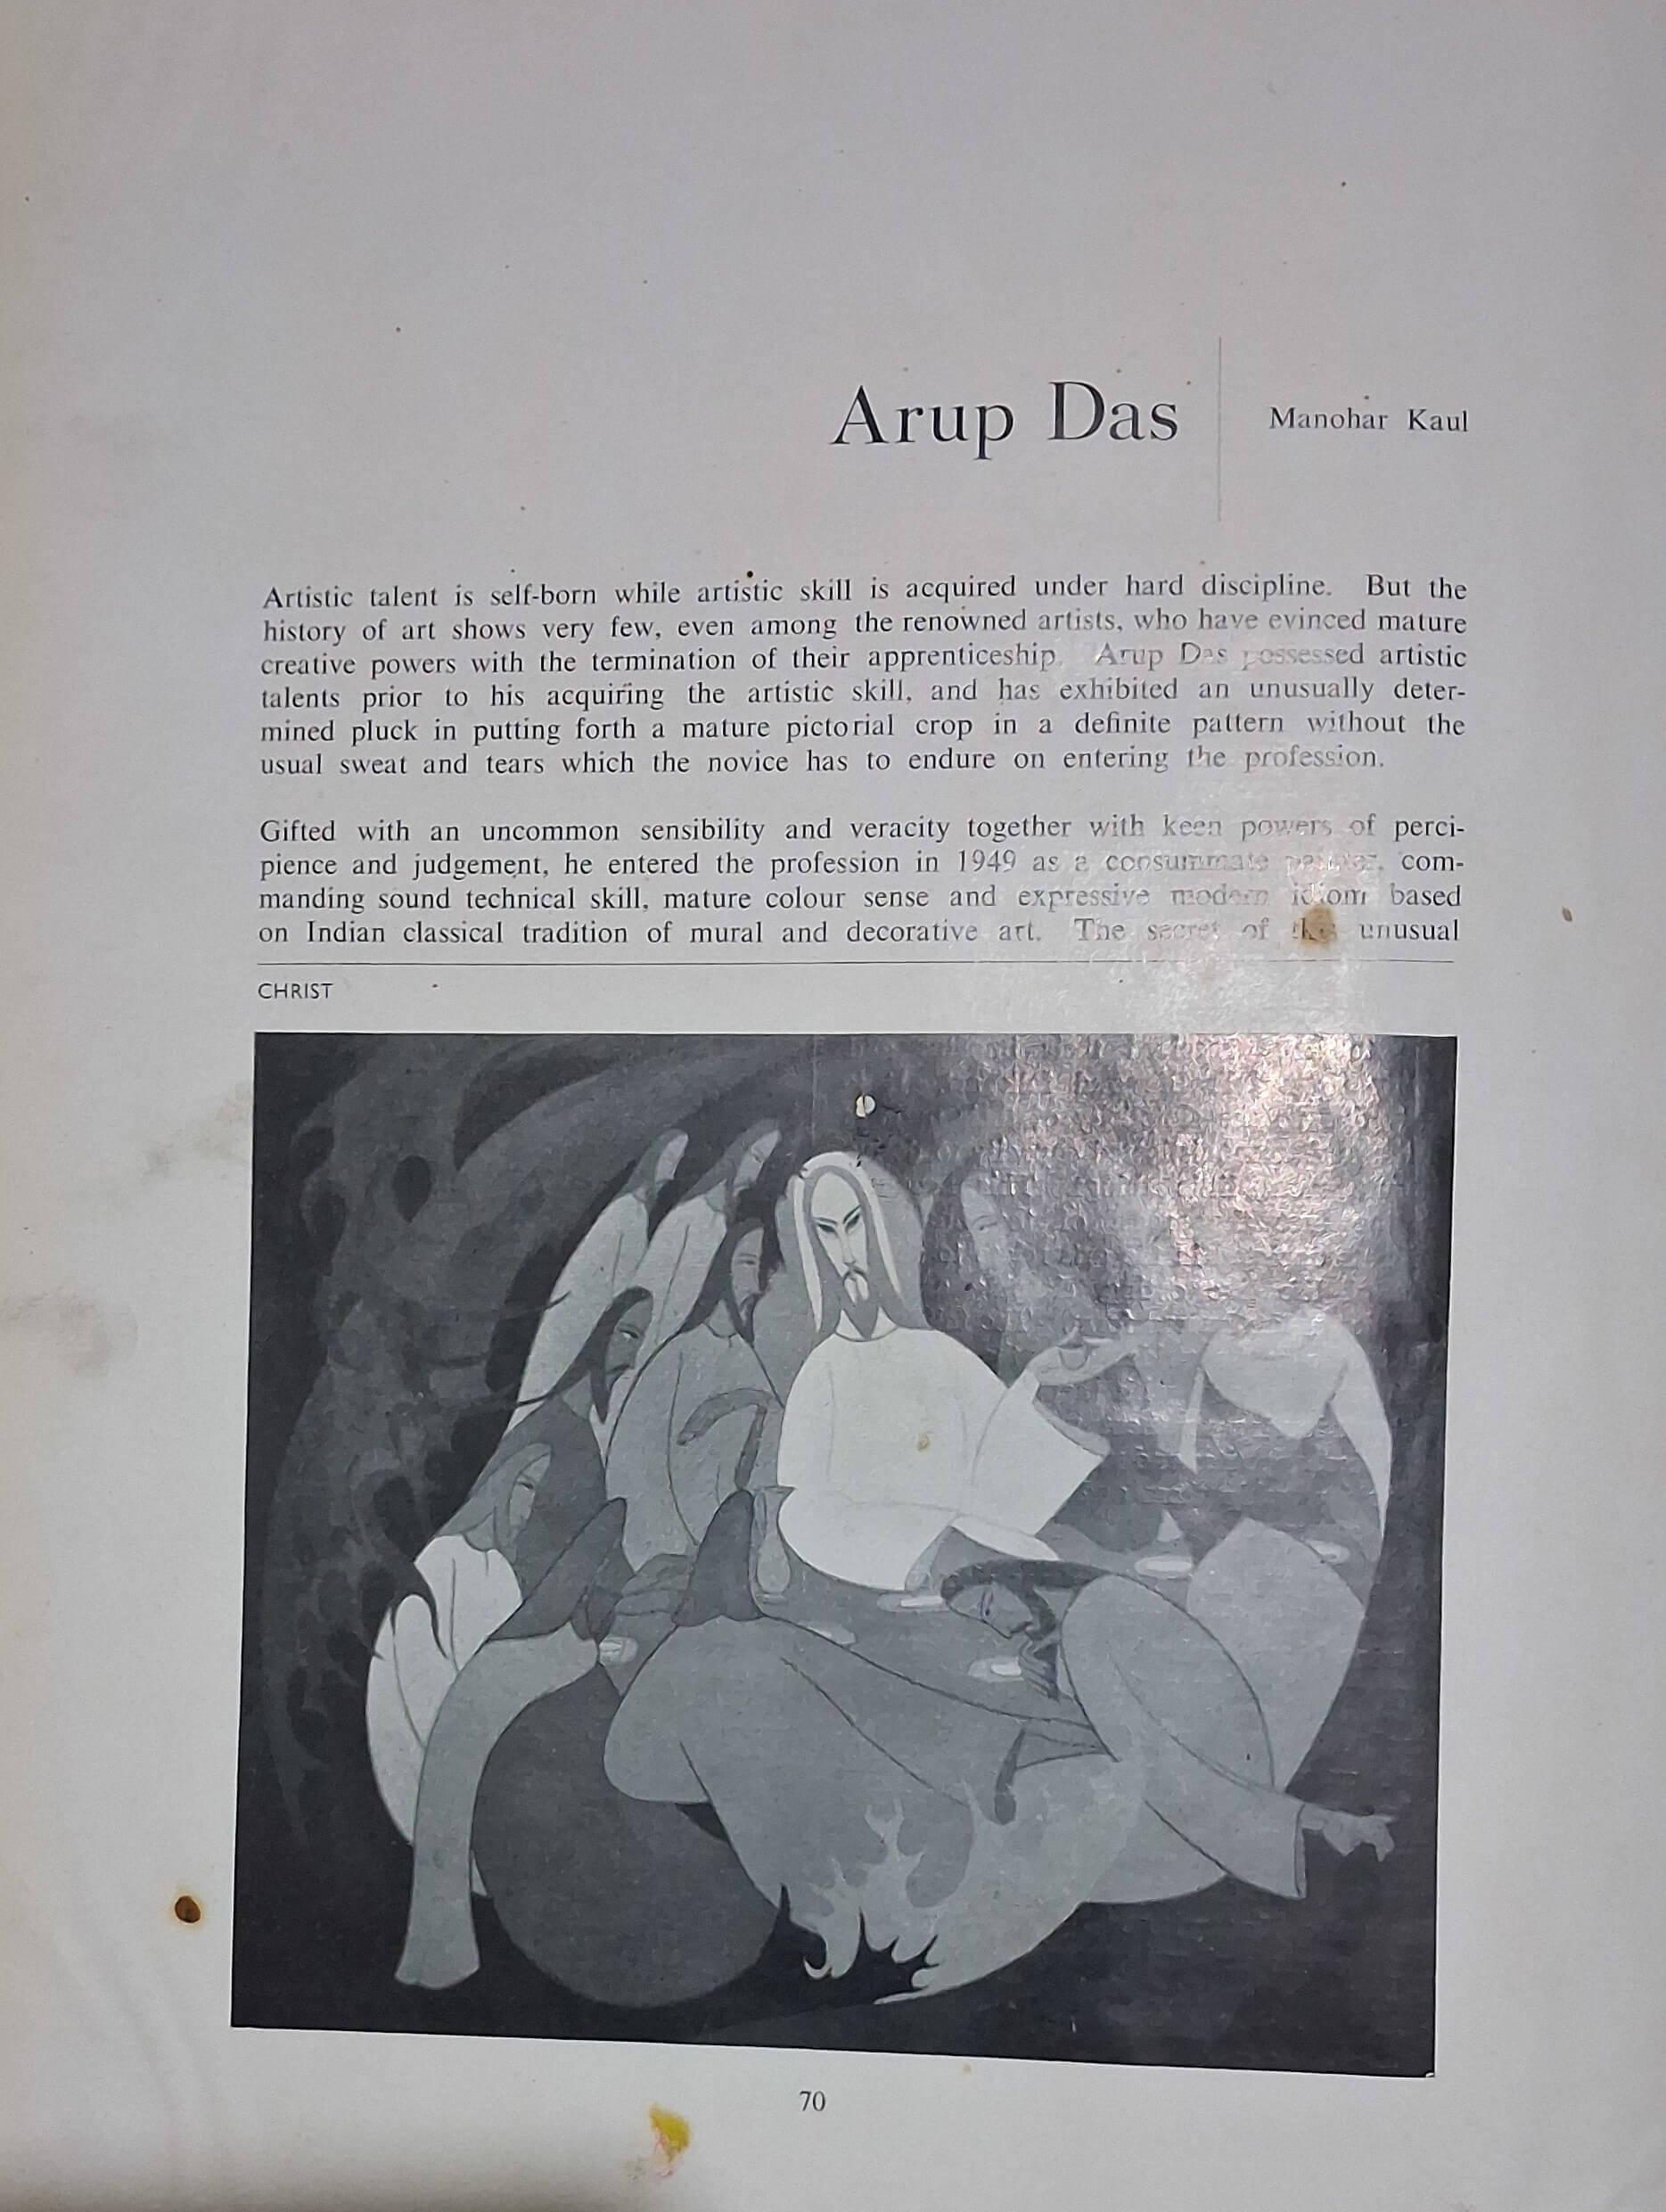 Arup Das
Manohar Kaul
Artistic talent is self-born while artistic skill is acquired under hard discipline. But the
history of art shows very few, even among the renowned artists, who have evinced mature
creative powers with the termination of their apprenticeship. Arup Das possessed artistic
talents prior to his acquiring the artistic skill, and has exhibited an unusually deter-
mined pluck in putting forth a mature pictorial crop in a definite pattern without the
usual sweat and tears which the novice has to endure on entering the profession.
Gifted with an uncommon sensibility and veracity together with keen powers of perci-
pience and judgement, he entered the profession in 1949 as a consummate painter, com-
manding sound technical skill, mature colour sense and expressive modern idiom based
on Indian classical tradition of mural and decorative art. The secret of unusual
CHRIST
70